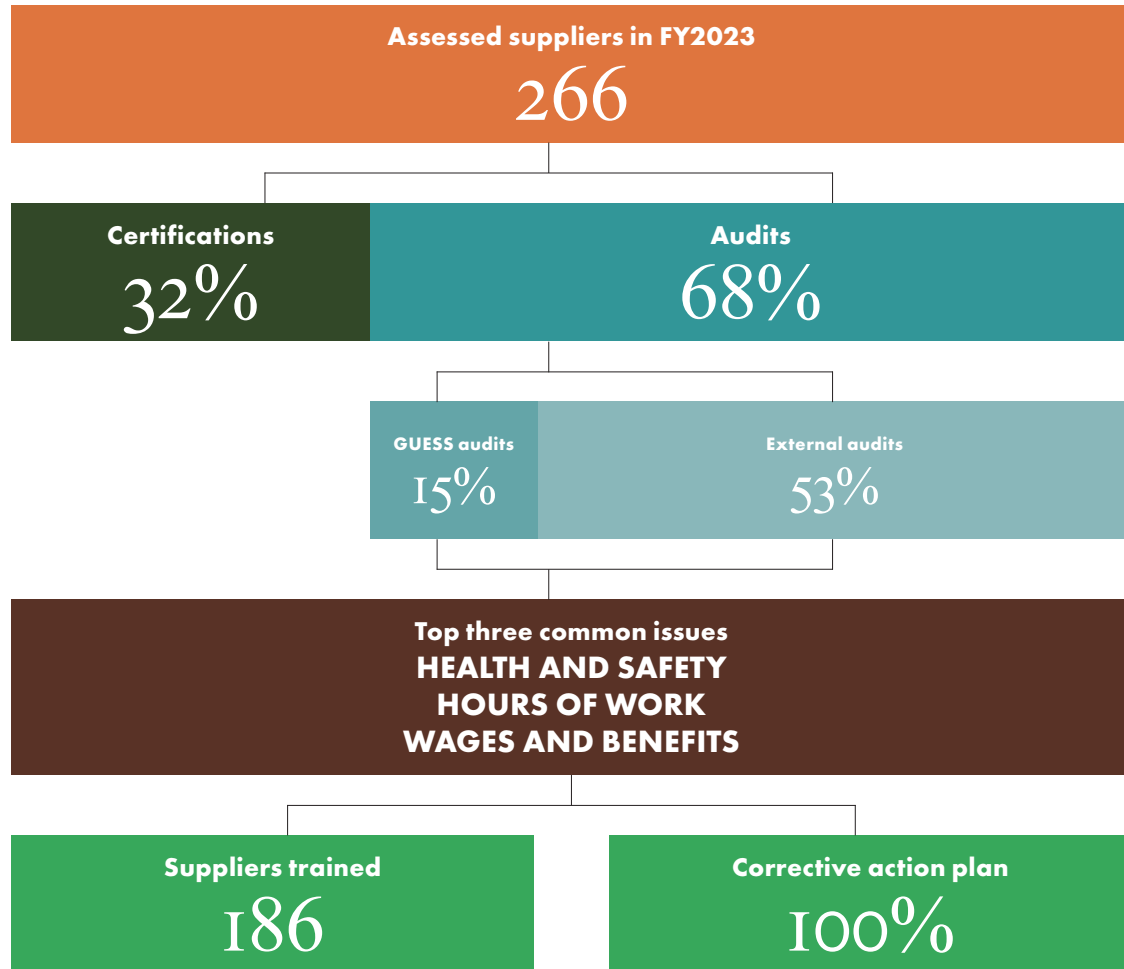 Assessed suppliers in FY2023
266
Certifications
32%
Audits
68%
GUESS audits
15%
External audits
53%
Top three common issues
HEALTH AND SAFETY
HOURS OF WORK
WAGES AND BENEFITS
Suppliers trained
186
Corrective action plan
100%